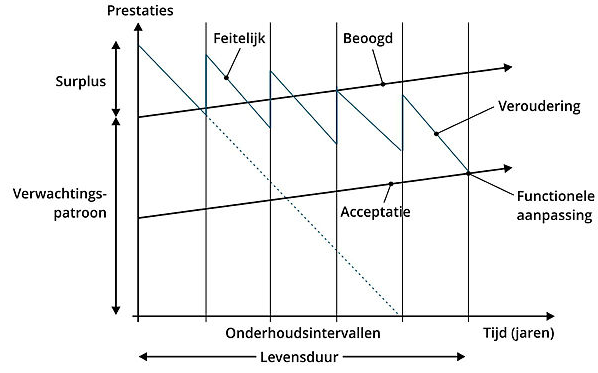 Prestaties
Feitelijk
Beoogd
Surplus
Veroudering
Verwachtings-
patroon
Acceptatie
Functionele
aanpassing
Onderhoudsintervallen
Tijd (jaren)
Levensduur